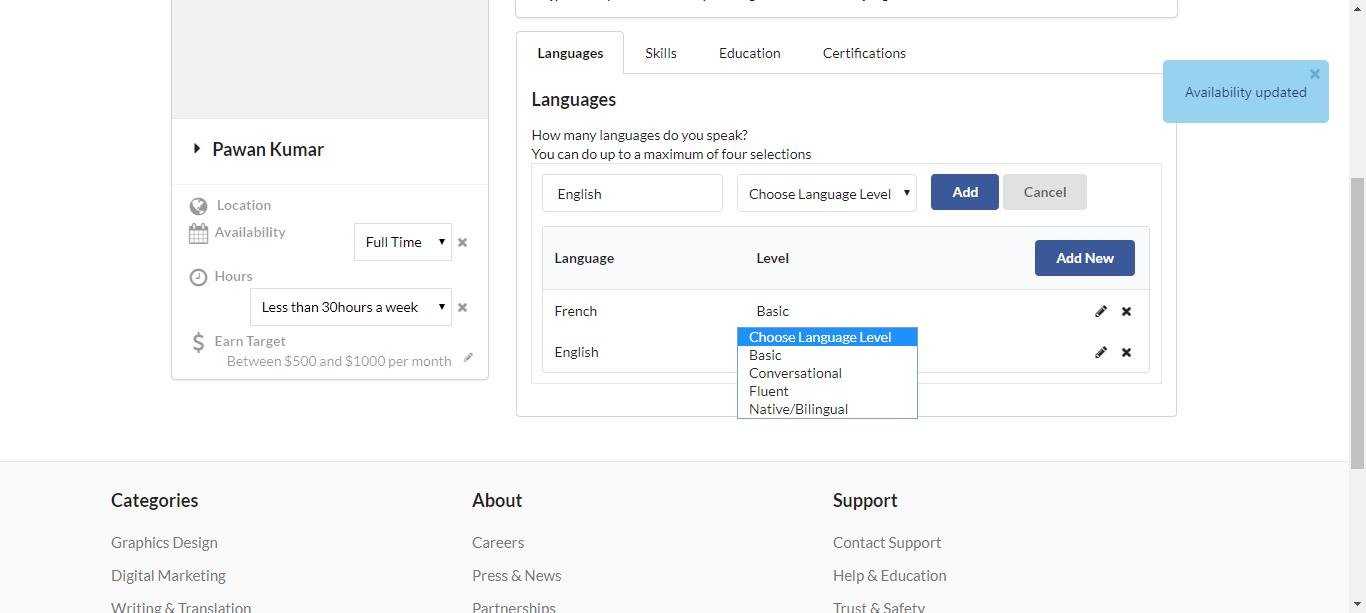 Languages
Skills
Education
Certifications
Availability updated
Languages
How many languages do you speak?
You can do up to a maximum of four selections
English
Choose Language Level
Add
Cancel
Language
Level
Add New
French
Basic
English
Choose Language Level
Basic
Conversational
Fluent
Native/Bilingual
Pawan Kumar
Location
Availability
Full Time
Hours
Less than 30hours a week
Earn Target
Between $500 and $1000 per month
Categories
Graphics Design
Digital Marketing
Writing & Translation
About
Careers
Press & News
Partnerships
Support
Contact Support
Help & Education
Trust & Safety